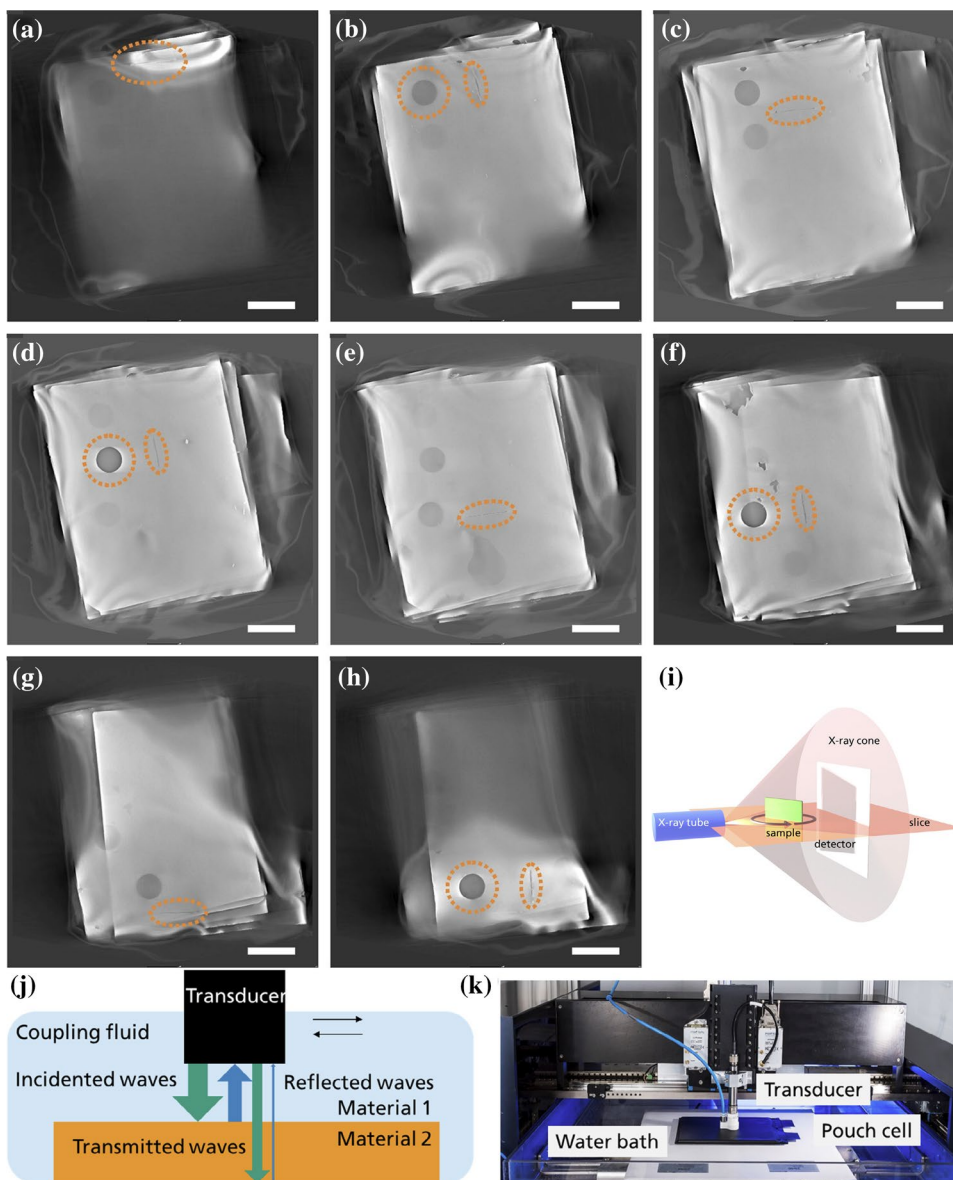 (a)
(b)
(c)
(d)
(e)
(f)
(g)
(h)
(i)
X-ray cone
X-ray tube
sample
detector
slice
(j)
Transducer
Coupling fluid
Incidented waves
Reflected waves
Material 1
Transmitted waves
Material 2
(k)
Transducer
Water bath
Pouch cell